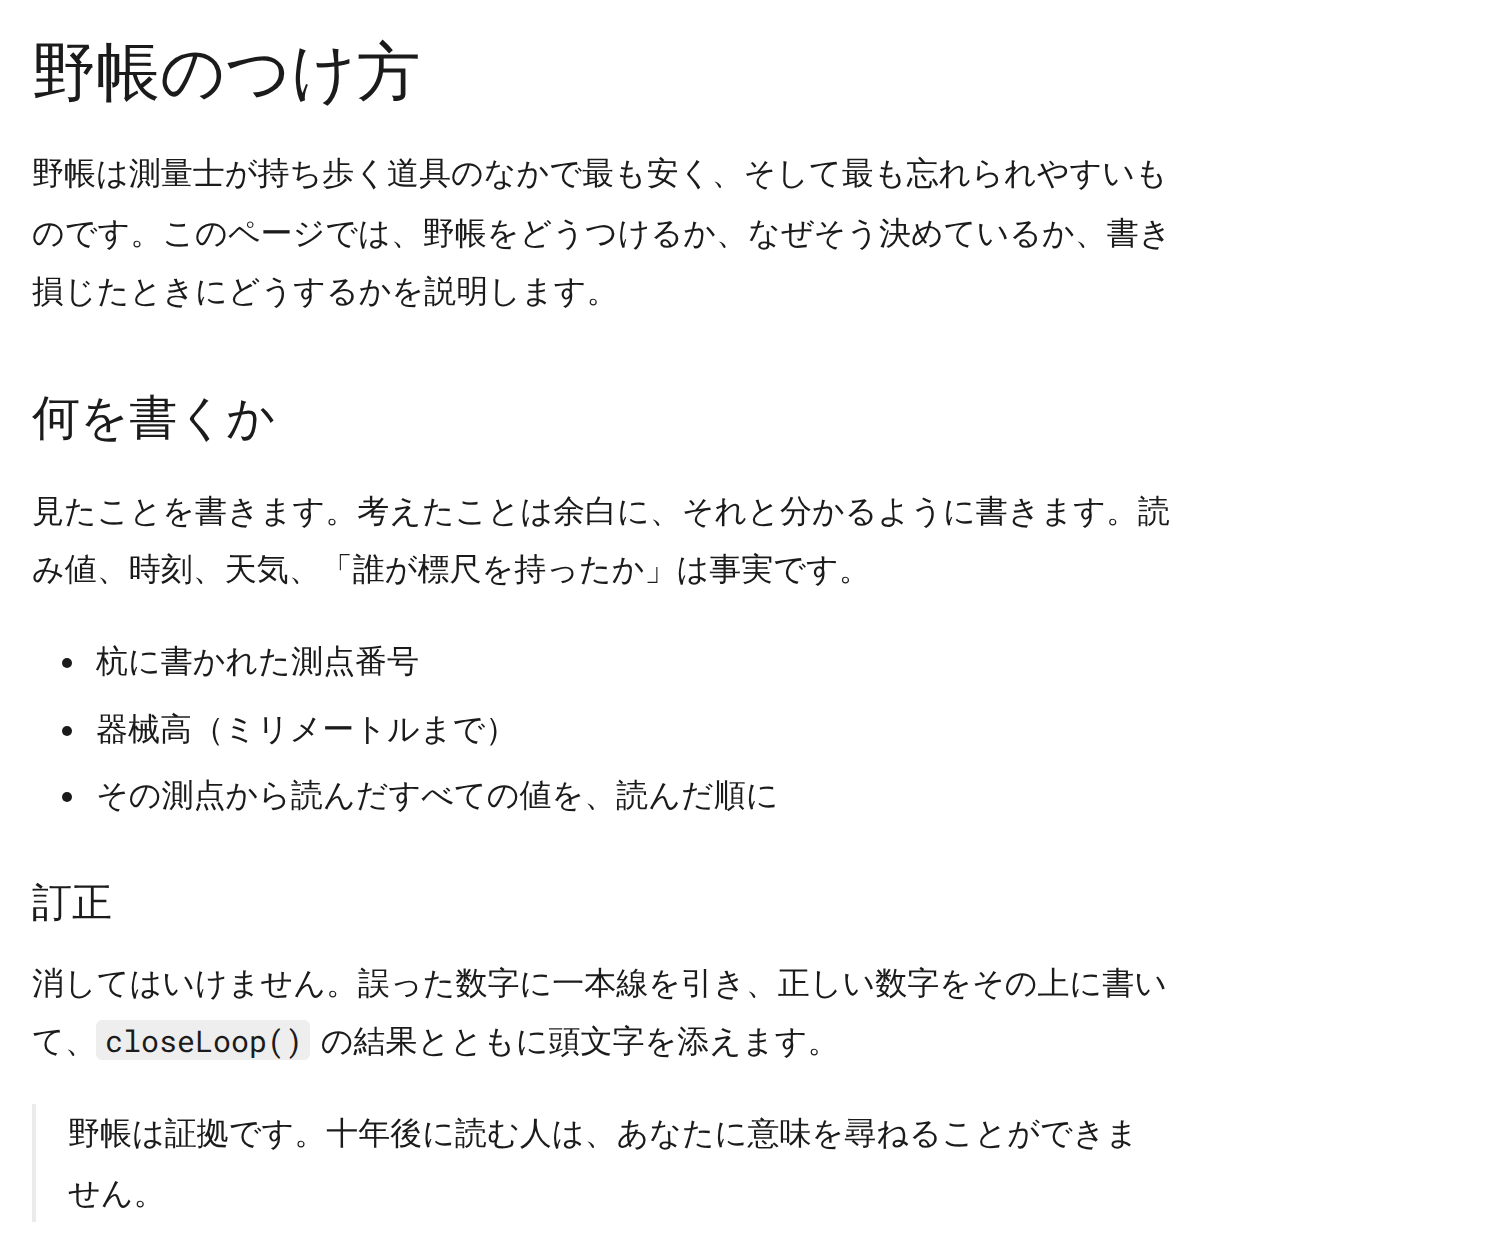 野帳のつけ方
野帳は測量士が持ち歩く道具のなかで最も安く、そして最も忘れられやすいも
のです。このページでは、野帳をどうつけるか、なぜそう決めているか、書き
損じたときにどうするかを説明します。
何を書くか
見たことを書きます。考えたことは余白に、それと分かるように書きます。読
み値、時刻、天気、「誰が標尺を持ったか」は事実です。
• 杭に書かれた測点番号
• 器械高（ミリメートルまで）
• その測点から読んだすべての値を、読んだ順に
訂正
消してはいけません。誤った数字に一本線を引き、正しい数字をその上に書い
て、closeLoop() の結果とともに頭文字を添えます。
野帳は証拠です。十年後に読む人は、あなたに意味を尋ねることができま
せん。